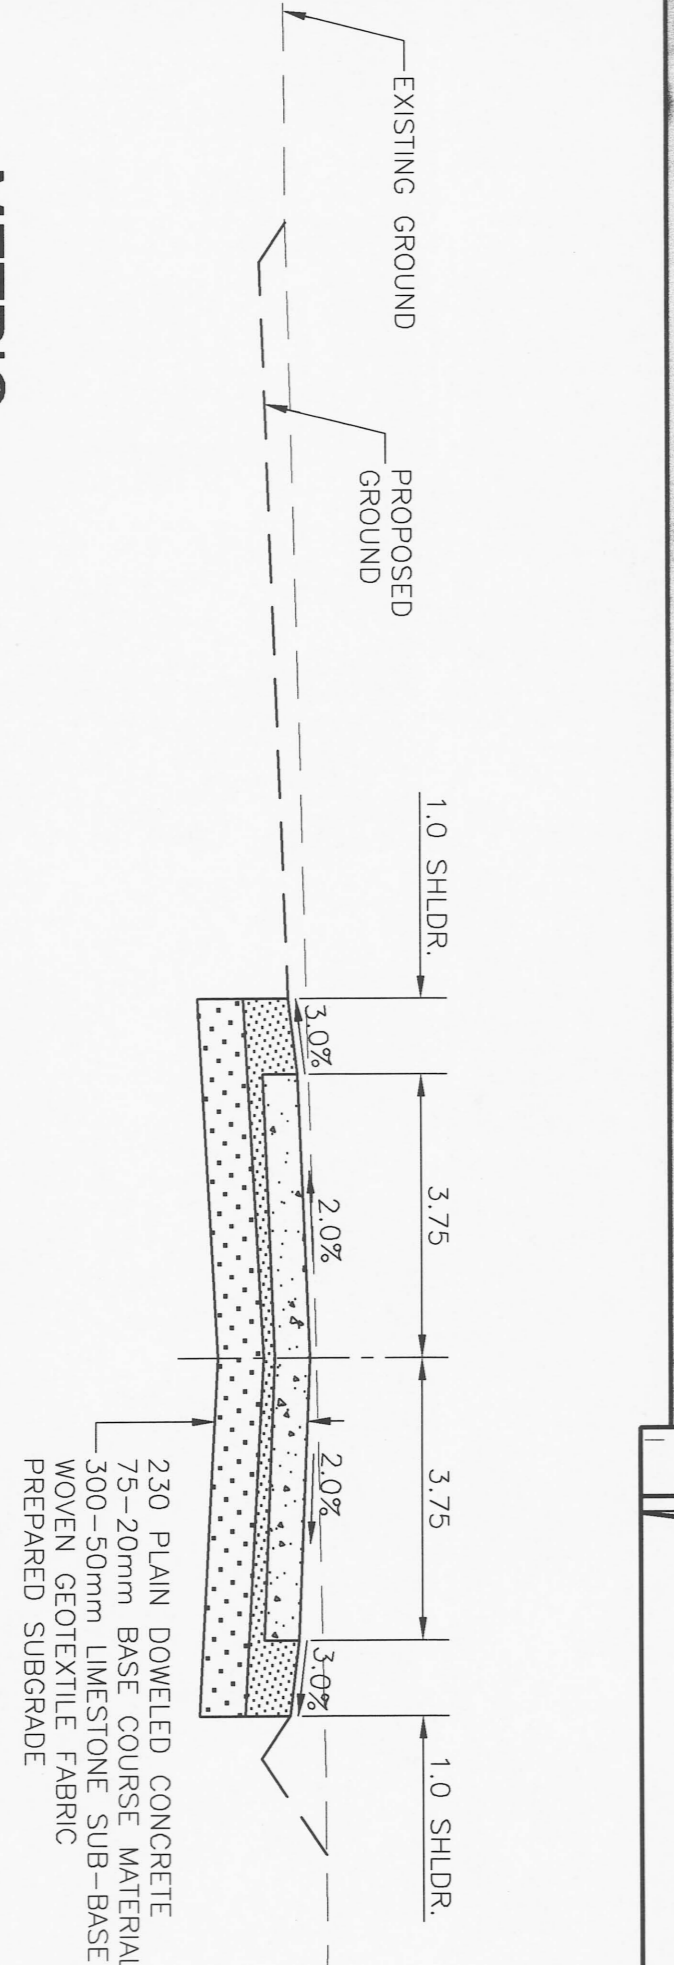 EXISTING GROUND
PROPOSED
GROUND
1.0 SHLDR.
3.75
3.75
1.0 SHLDR.
3.0%
2.0%
2.0%
3.0%
230 PLAIN DOWELED CONCRETE
75-20mm BASE COURSE MATERIAL
300-50mm LIMESTONE SUB-BASE
WOVEN GEOTEXTILE FABRIC
PREPARED SUBGRADE